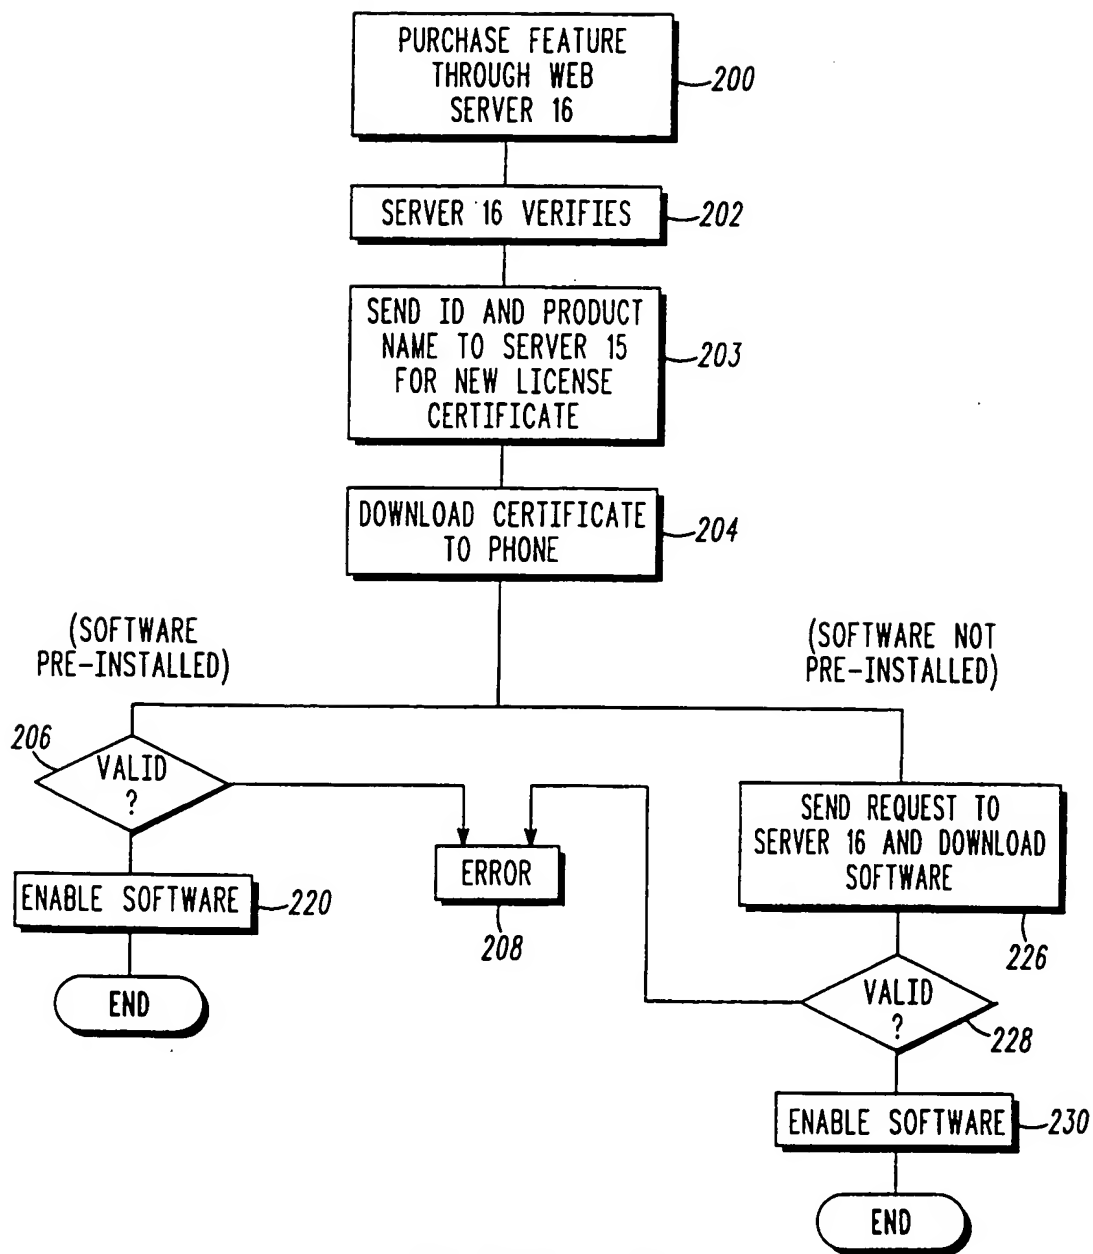 PURCHASE FEATURE
THROUGH WEB
SERVER 16
200
SERVER 16 VERIFIES
202
SEND ID AND PRODUCT
NAME TO SERVER 15
FOR NEW LICENSE
CERTIFICATE
203
DOWNLOAD CERTIFICATE
TO PHONE
204
(SOFTWARE
PRE-INSTALLED)
(SOFTWARE NOT
PRE-INSTALLED)
206
VALID
?
ERROR
208
SEND REQUEST TO
SERVER 16 AND DOWNLOAD
SOFTWARE
226
ENABLE SOFTWARE
220
END
VALID
?
228
ENABLE SOFTWARE
230
END